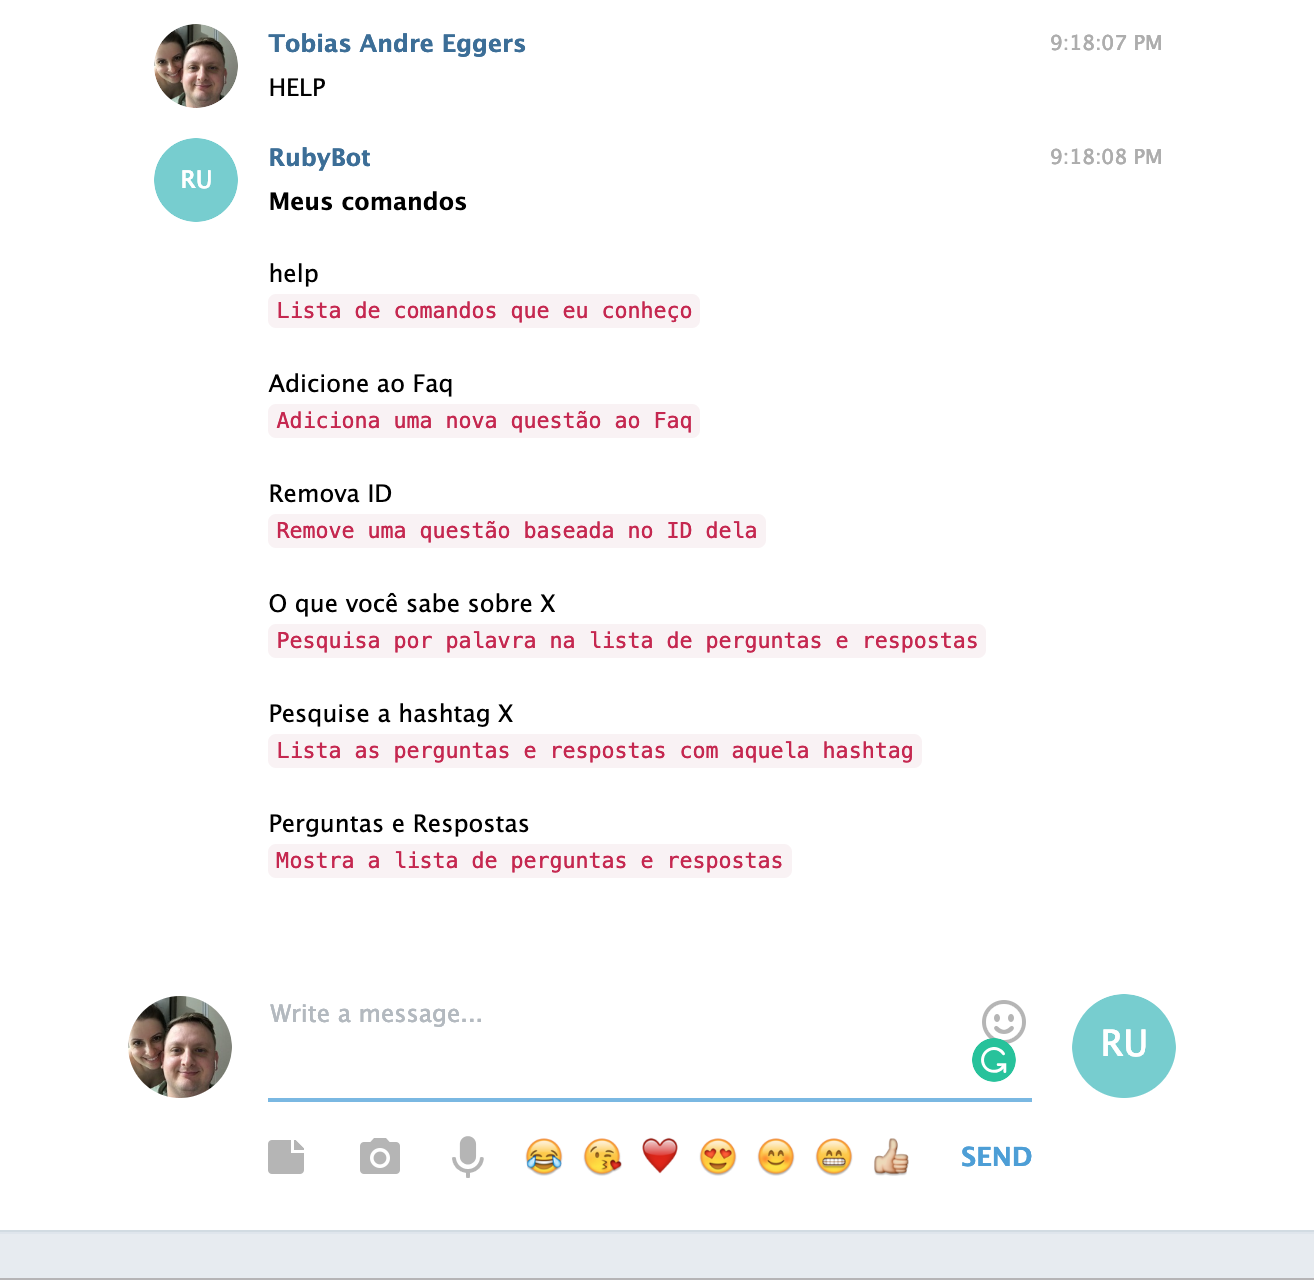 Tobias Andre Eggers 9:18:07 PM
HELP
RU
RubyBot 9:18:08 PM
Meus comandos
help
Lista de comandos que eu conheço
Adicione ao Faq
Adiciona uma nova questão ao Faq
Remova ID
Remove uma questão baseada no ID dela
O que você sabe sobre X
Pesquisa por palavra na lista de perguntas e respostas
Pesquise a hashtag X
Lista as perguntas e respostas com aquela hashtag
Perguntas e Respostas
Mostra a lista de perguntas e respostas
Write a message...
RU
SEND